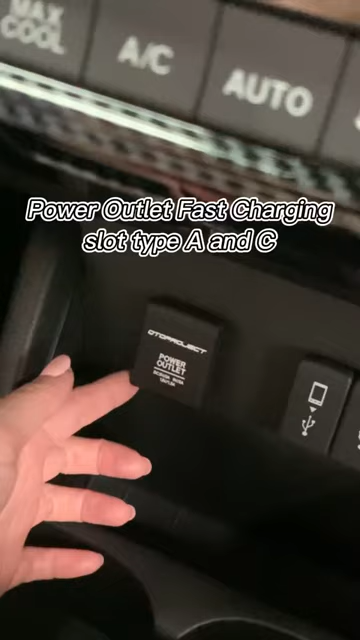 MAX
COOL
A/C
AUTO
Power Outlet Fast Charging
slot type A and C
OTOPROJECT
POWER
OUTLET